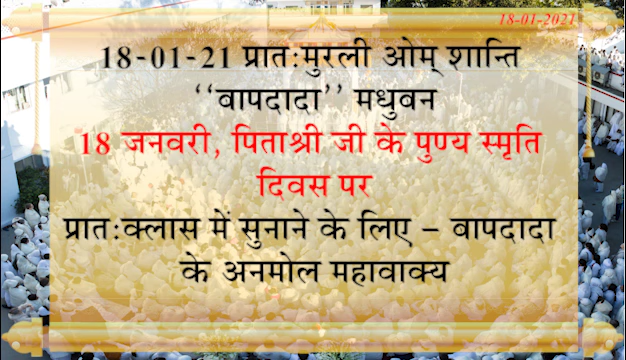 18-01-2021
18-01-21 प्रात:मुरली ओम् शान्ति
‘‘बापदादा’’ मधुबन
18 जनवरी, पिताश्री जी के पुण्य स्मृति
दिवस पर
प्रात:क्लास में सुनाने के लिए – बापदादा
के अनमोल महावाक्य